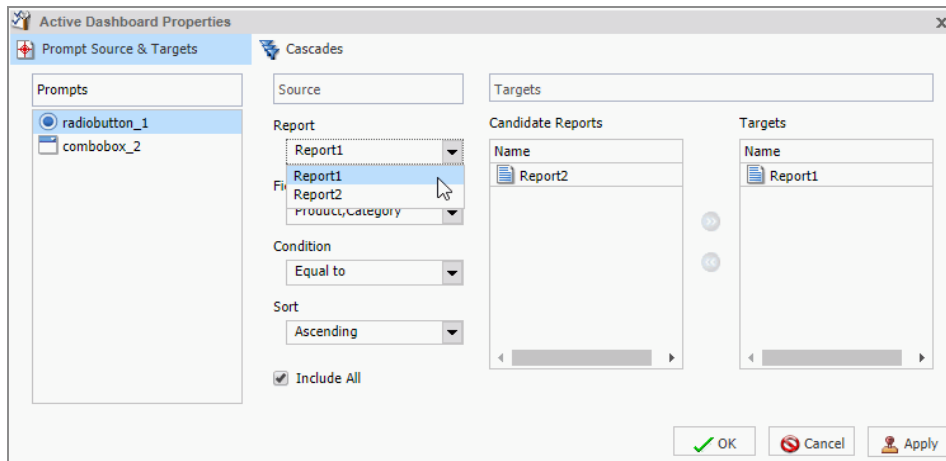 Active Dashboard Properties
Prompt Source & Targets
Cascades
Prompts
radiobutton_1
combobox_2
Source
Report
Report1
Report1
Report2
Product,Category
Condition
Equal to
Sort
Ascending
Include All
Targets
Candidate Reports
Name
Report2
Targets
Name
Report1
OK
Cancel
Apply